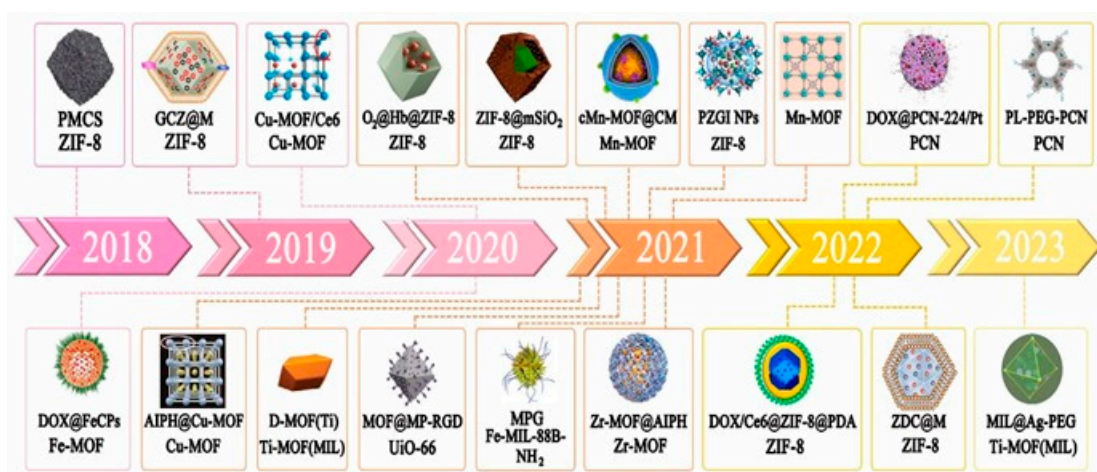 PMCS
ZIF-8
GCZ@M
ZIF-8
Cu-MOF/Ce6
Cu-MOF
O₂@Hb@ZIF-8
ZIF-8
ZIF-8@mSiO₂
ZIF-8
cMn-MOF@CM
Mn-MOF
PZGI NPs
ZIF-8
Mn-MOF
DOX@PCN-224/Pt
PCN
PL-PEG-PCN
PCN
2018
2019
2020
2021
2022
2023
DOX@FeCPs
Fe-MOF
AIPH@Cu-MOF
Cu-MOF
D-MOF(Ti)
Ti-MOF(MIL)
MOF@MP-RGD
UiO-66
MPG
Fe-MIL-88B-
NH₂
Zr-MOF@AIPH
Zr-MOF
DOX/Ce6@ZIF-8@PDA
ZIF-8
ZDC@M
ZIF-8
MIL@Ag-PEG
Ti-MOF(MIL)